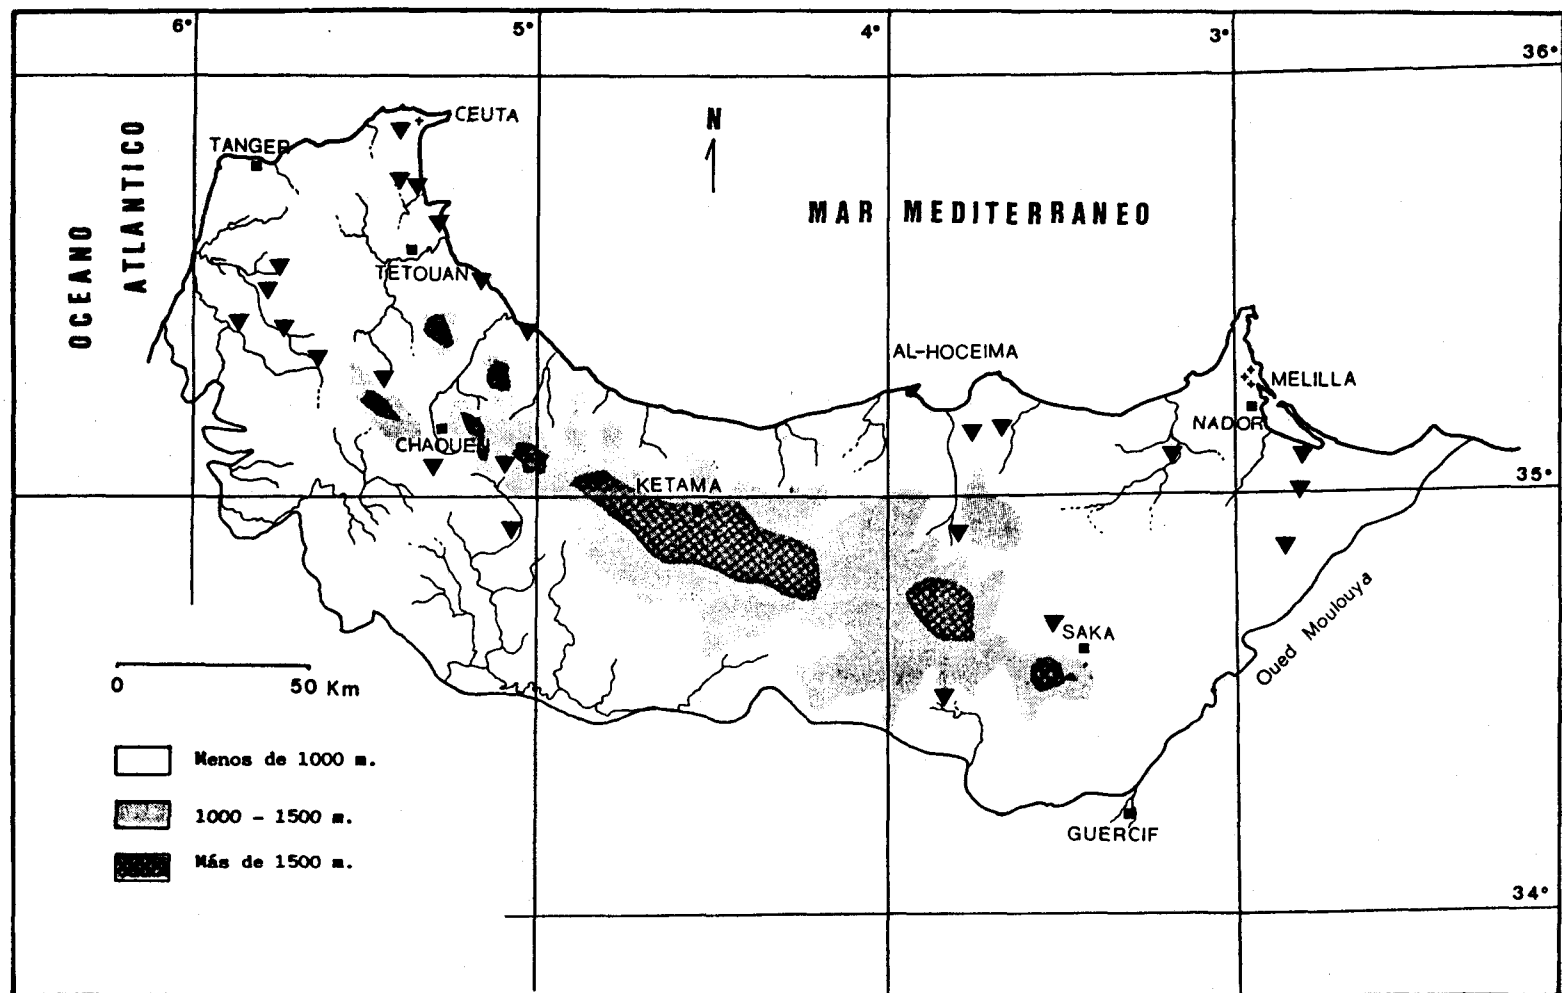 6°
5°
4°
3°
36°
OCEANO
ATLANTICO
TANGER
CEUTA
N
MAR MEDITERRANEO
TETOUAN
AL-HOCEIMA
MELILLA
NADOR
CHAOUEN
KETAMA
35°
SAKA
Oued Moulouya
0 50 Km
Menos de 1000 m.
1000 - 1500 m.
Más de 1500 m.
GUERCIF
34°